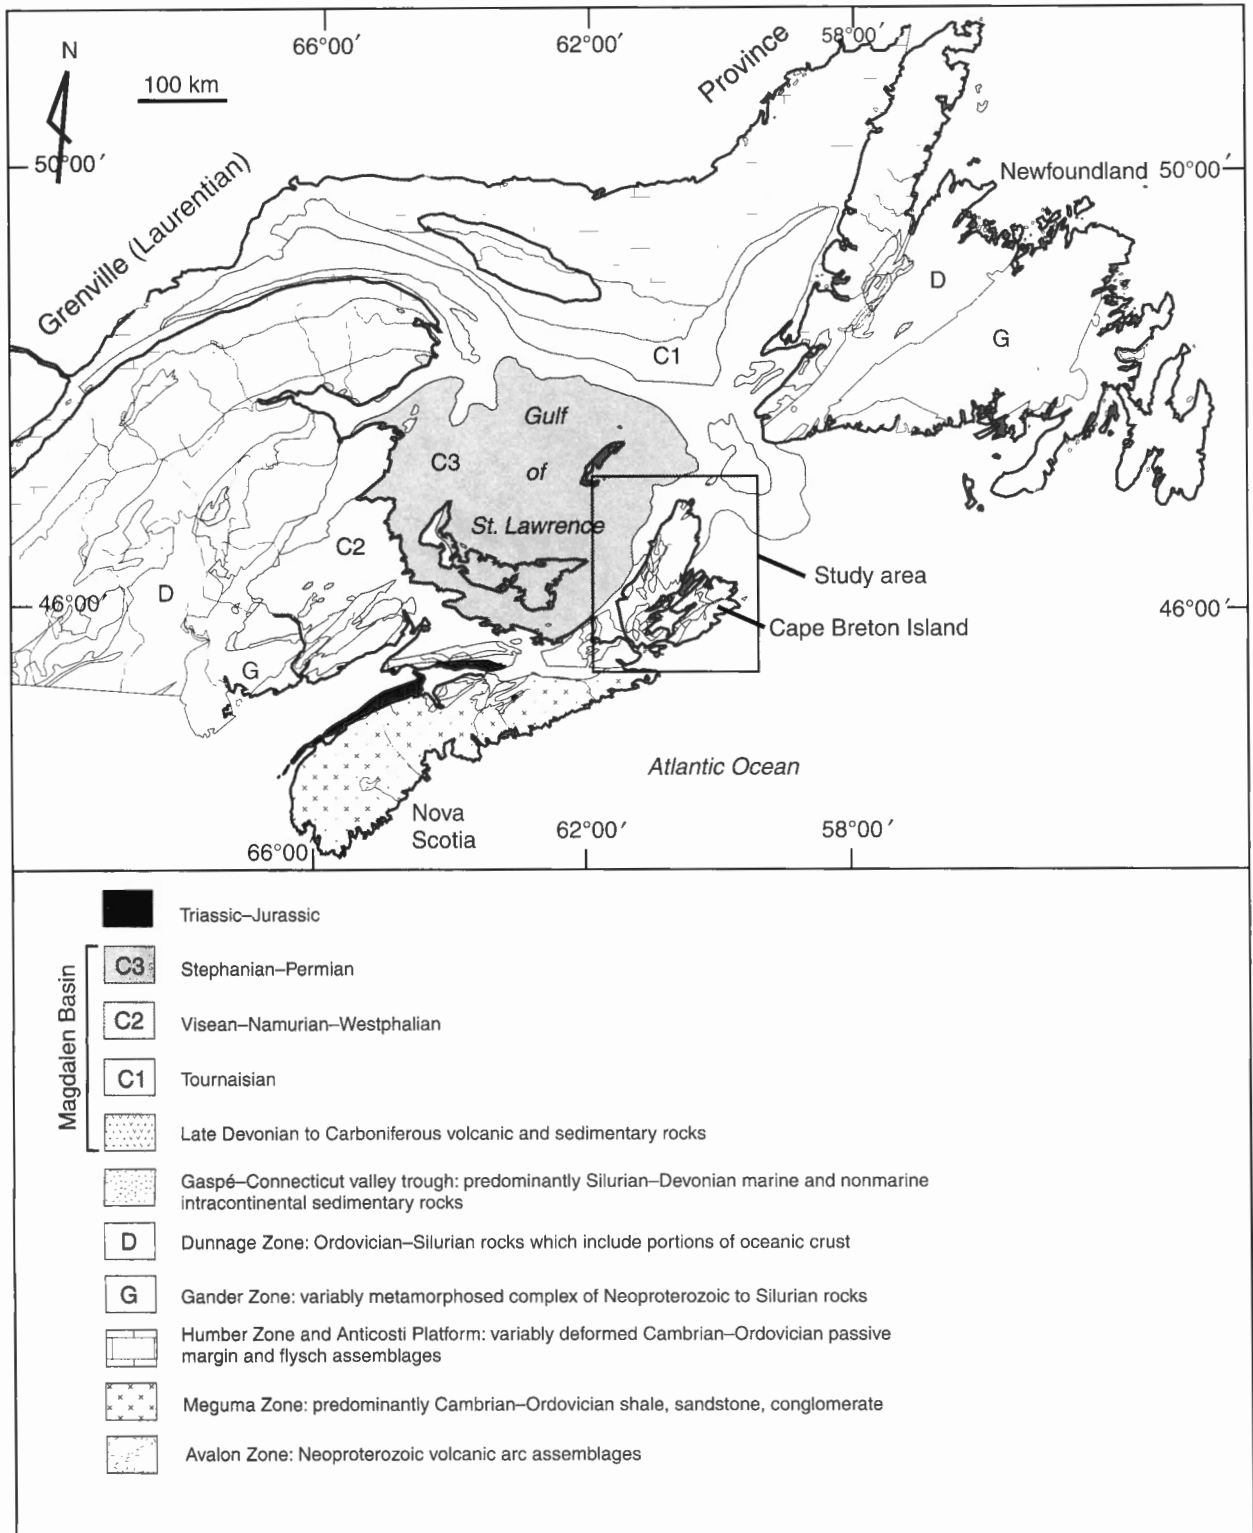 66°00′
62°00′
58°00′
N
100 km
Province
50°00′
Newfoundland 50°00′
Grenville (Laurentian)
D
G
C1
Gulf
C3
of
St. Lawrence
C2
Study area
D
46°00′
46°00′
Cape Breton Island
G
Atlantic Ocean
Nova
Scotia
62°00′
58°00′
66°00
Triassic–Jurassic
Magdalen Basin
C3 Stephanian–Permian
C2 Visean–Namurian–Westphalian
C1 Tournaisian
Late Devonian to Carboniferous volcanic and sedimentary rocks
Gaspé–Connecticut valley trough: predominantly Silurian–Devonian marine and nonmarine
intracontinental sedimentary rocks
D Dunnage Zone: Ordovician–Silurian rocks which include portions of oceanic crust
G Gander Zone: variably metamorphosed complex of Neoproterozoic to Silurian rocks
Humber Zone and Anticosti Platform: variably deformed Cambrian–Ordovician passive
margin and flysch assemblages
Meguma Zone: predominantly Cambrian–Ordovician shale, sandstone, conglomerate
Avalon Zone: Neoproterozoic volcanic arc assemblages